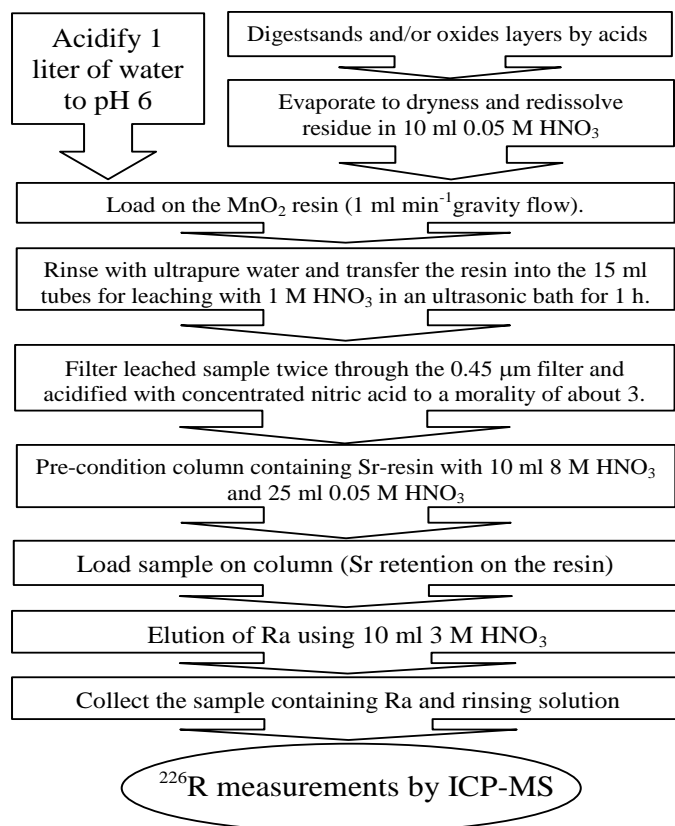 Acidify 1
liter of water
to pH 6
Digestsands and/or oxides layers by acids
Evaporate to dryness and redissolve
residue in 10 ml 0.05 M HNO₃
Load on the MnO₂ resin (1 ml min⁻¹gravity flow).
Rinse with ultrapure water and transfer the resin into the 15 ml
tubes for leaching with 1 M HNO₃ in an ultrasonic bath for 1 h.
Filter leached sample twice through the 0.45 μm filter and
acidified with concentrated nitric acid to a morality of about 3.
Pre-condition column containing Sr-resin with 10 ml 8 M HNO₃
and 25 ml 0.05 M HNO₃
Load sample on column (Sr retention on the resin)
Elution of Ra using 10 ml 3 M HNO₃
Collect the sample containing Ra and rinsing solution
²²⁶R measurements by ICP-MS